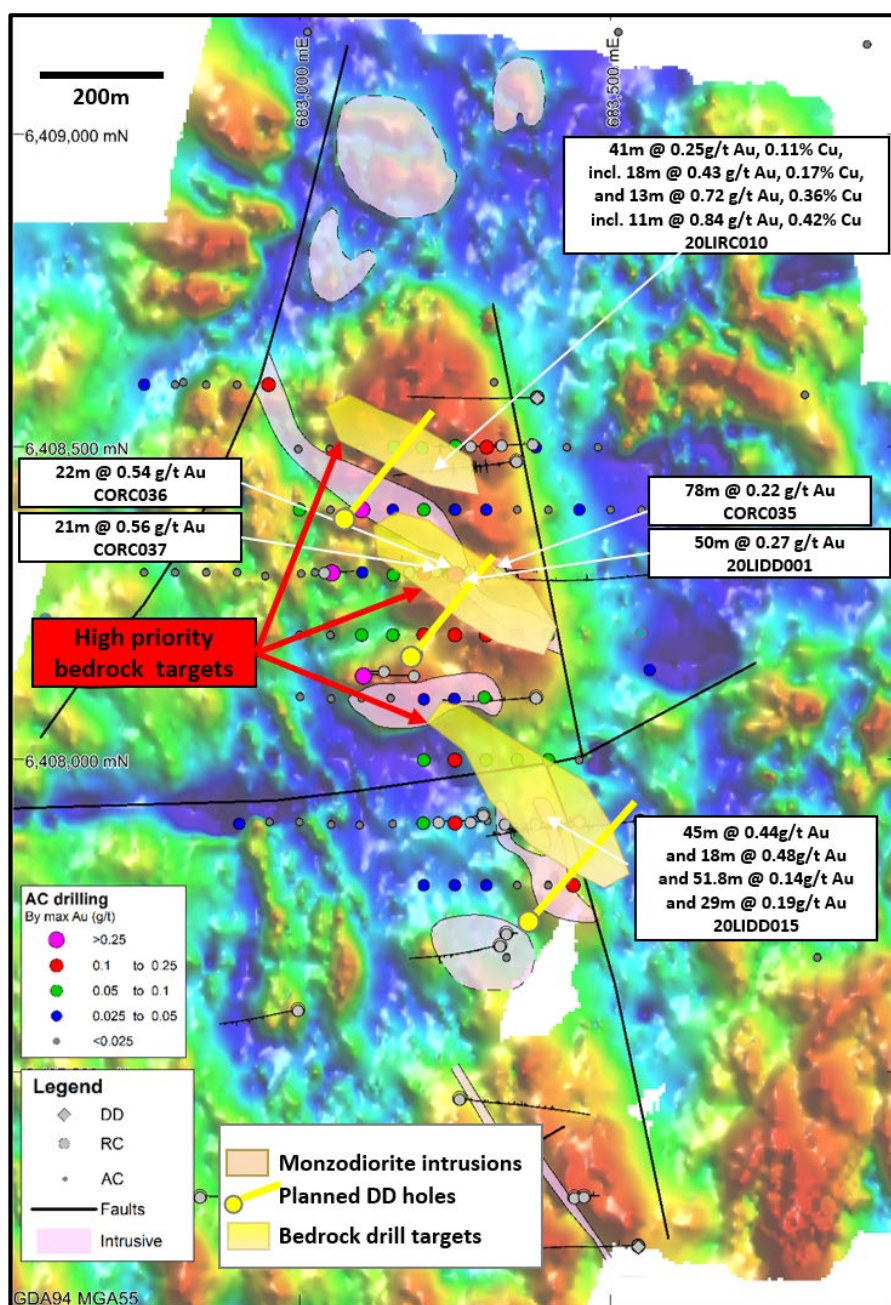 200m
683,000 mE
683,500 mE
6,409,000 mN
41m @ 0.25g/t Au, 0.11% Cu,
incl. 18m @ 0.43 g/t Au, 0.17% Cu,
and 13m @ 0.72 g/t Au, 0.36% Cu
incl. 11m @ 0.84 g/t Au, 0.42% Cu
20LIRC010
6,408,500 mN
22m @ 0.54 g/t Au
CORC036
21m @ 0.56 g/t Au
CORC037
78m @ 0.22 g/t Au
CORC035
50m @ 0.27 g/t Au
20LIDD001
High priority
bedrock targets
6,408,000 mN
45m @ 0.44g/t Au
and 18m @ 0.48g/t Au
and 51.8m @ 0.14g/t Au
and 29m @ 0.19g/t Au
20LIDD015
AC drilling
By max Au (g/t)
>0.25
0.1 to 0.25
0.05 to 0.1
0.025 to 0.05
<0.025
Legend
DD
RC
AC
Faults
Intrusive
Monzodiorite intrusions
Planned DD holes
Bedrock drill targets
GDA94 MGA55